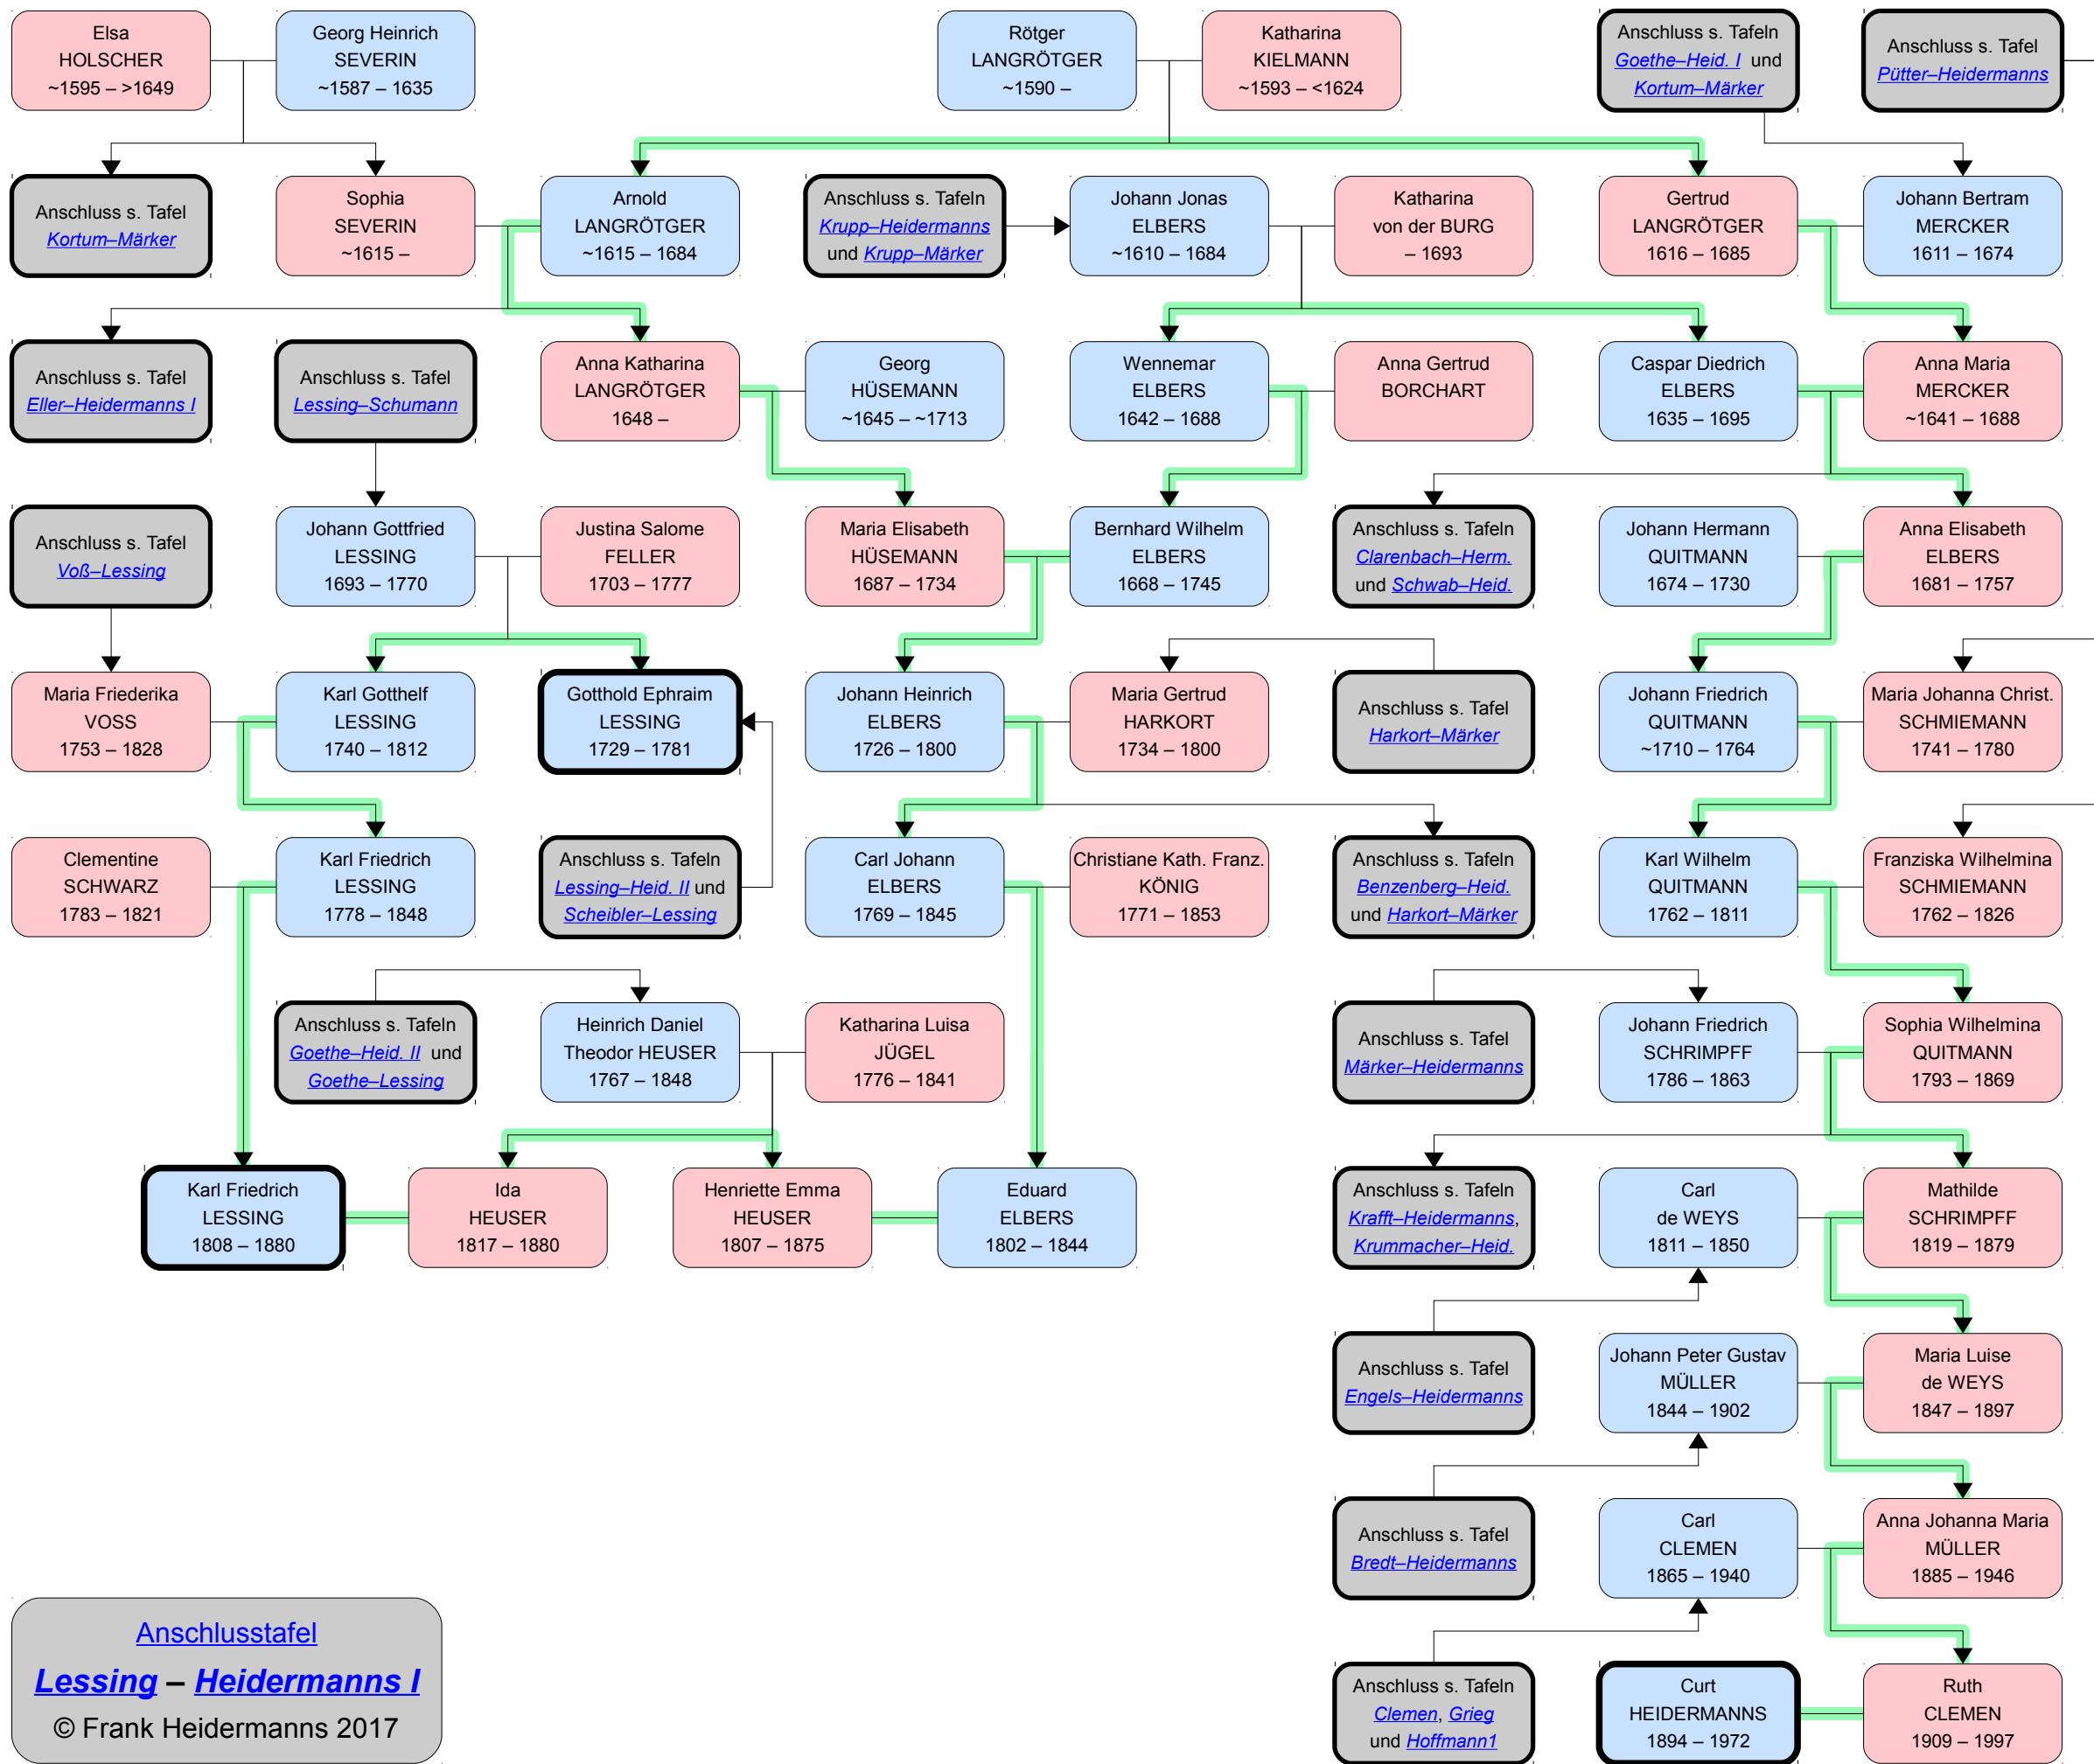 Elsa
HOLSCHER
~1595 – >1649
Georg Heinrich
SEVERIN
~1587 – 1635
Rötger
LANGRÖTGER
~1590 –
Katharina
KIELMANN
~1593 – <1624
Anschluss s. Tafeln
Goethe–Heid. I und
Kortum–Märker
Anschluss s. Tafel
Pütter–Heidermanns
Anschluss s. Tafel
Kortum–Märker
Sophia
SEVERIN
~1615 –
Arnold
LANGRÖTGER
~1615 – 1684
Anschluss s. Tafeln
Krupp–Heidermanns
und Krupp–Märker
Johann Jonas
ELBERS
~1610 – 1684
Katharina
von der BURG
– 1693
Gertrud
LANGRÖTGER
1616 – 1685
Johann Bertram
MERCKER
1611 – 1674
Anschluss s. Tafel
Eller–Heidermanns I
Anschluss s. Tafel
Lessing–Schumann
Anna Katharina
LANGRÖTGER
1648 –
Georg
HÜSEMANN
~1645 – ~1713
Wennemar
ELBERS
1642 – 1688
Anna Gertrud
BORCHART
Caspar Diedrich
ELBERS
1635 – 1695
Anna Maria
MERCKER
~1641 – 1688
Anschluss s. Tafel
Voß–Lessing
Johann Gottfried
LESSING
1693 – 1770
Justina Salome
FELLER
1703 – 1777
Maria Elisabeth
HÜSEMANN
1687 – 1734
Bernhard Wilhelm
ELBERS
1668 – 1745
Anschluss s. Tafeln
Clarenbach–Herm.
und Schwab–Heid.
Johann Hermann
QUITMANN
1674 – 1730
Anna Elisabeth
ELBERS
1681 – 1757
Maria Friederika
VOSS
1753 – 1828
Karl Gotthelf
LESSING
1740 – 1812
Gotthold Ephraim
LESSING
1729 – 1781
Johann Heinrich
ELBERS
1726 – 1800
Maria Gertrud
HARKORT
1734 – 1800
Anschluss s. Tafel
Harkort–Märker
Johann Friedrich
QUITMANN
~1710 – 1764
Maria Johanna Christ.
SCHMIEMANN
1741 – 1780
Clementine
SCHWARZ
1783 – 1821
Karl Friedrich
LESSING
1778 – 1848
Anschluss s. Tafeln
Lessing–Heid. II und
Scheibler–Lessing
Carl Johann
ELBERS
1769 – 1845
Christiane Kath. Franz.
KÖNIG
1771 – 1853
Anschluss s. Tafeln
Benzenberg–Heid.
und Harkort–Märker
Karl Wilhelm
QUITMANN
1762 – 1811
Franziska Wilhelmina
SCHMIEMANN
1762 – 1826
Anschluss s. Tafeln
Goethe–Heid. II und
Goethe–Lessing
Heinrich Daniel
Theodor HEUSER
1767 – 1848
Katharina Luisa
JÜGEL
1776 – 1841
Anschluss s. Tafel
Märker–Heidermanns
Johann Friedrich
SCHRIMPFF
1786 – 1863
Sophia Wilhelmina
QUITMANN
1793 – 1869
Karl Friedrich
LESSING
1808 – 1880
Ida
HEUSER
1817 – 1880
Henriette Emma
HEUSER
1807 – 1875
Eduard
ELBERS
1802 – 1844
Anschluss s. Tafeln
Krafft–Heidermanns,
Krummacher–Heid.
Carl
de WEYS
1811 – 1850
Mathilde
SCHRIMPFF
1819 – 1879
Anschluss s. Tafel
Engels–Heidermanns
Johann Peter Gustav
MÜLLER
1844 – 1902
Maria Luise
de WEYS
1847 – 1897
Anschluss s. Tafel
Bredt–Heidermanns
Carl
CLEMEN
1865 – 1940
Anna Johanna Maria
MÜLLER
1885 – 1946
Anschlusstafel
Lessing – Heidermanns I
© Frank Heidermanns 2017
Anschluss s. Tafeln
Clemen, Grieg
und Hoffmann1
Curt
HEIDERMANNS
1894 – 1972
Ruth
CLEMEN
1909 – 1997